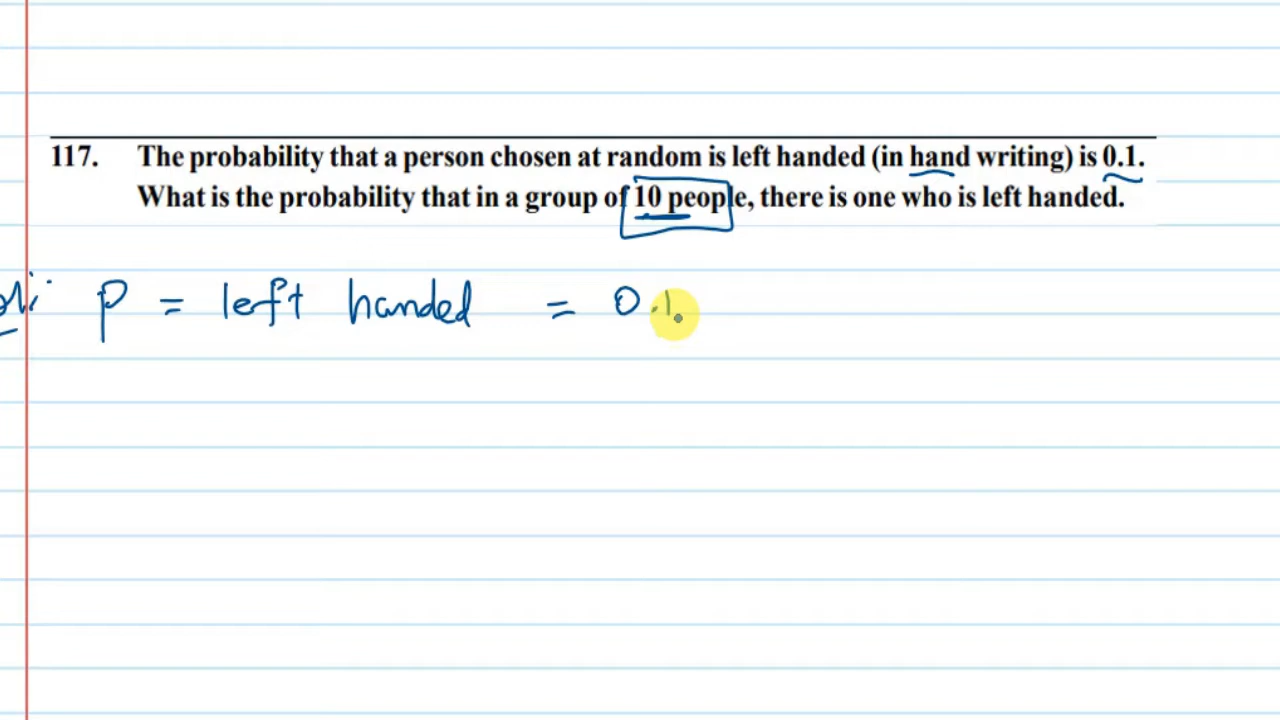 117. The probability that a person chosen at random is left handed (in hand writing) is 0.1.
What is the probability that in a group of 10 people, there is one who is left handed.
p = left handed = 0.1